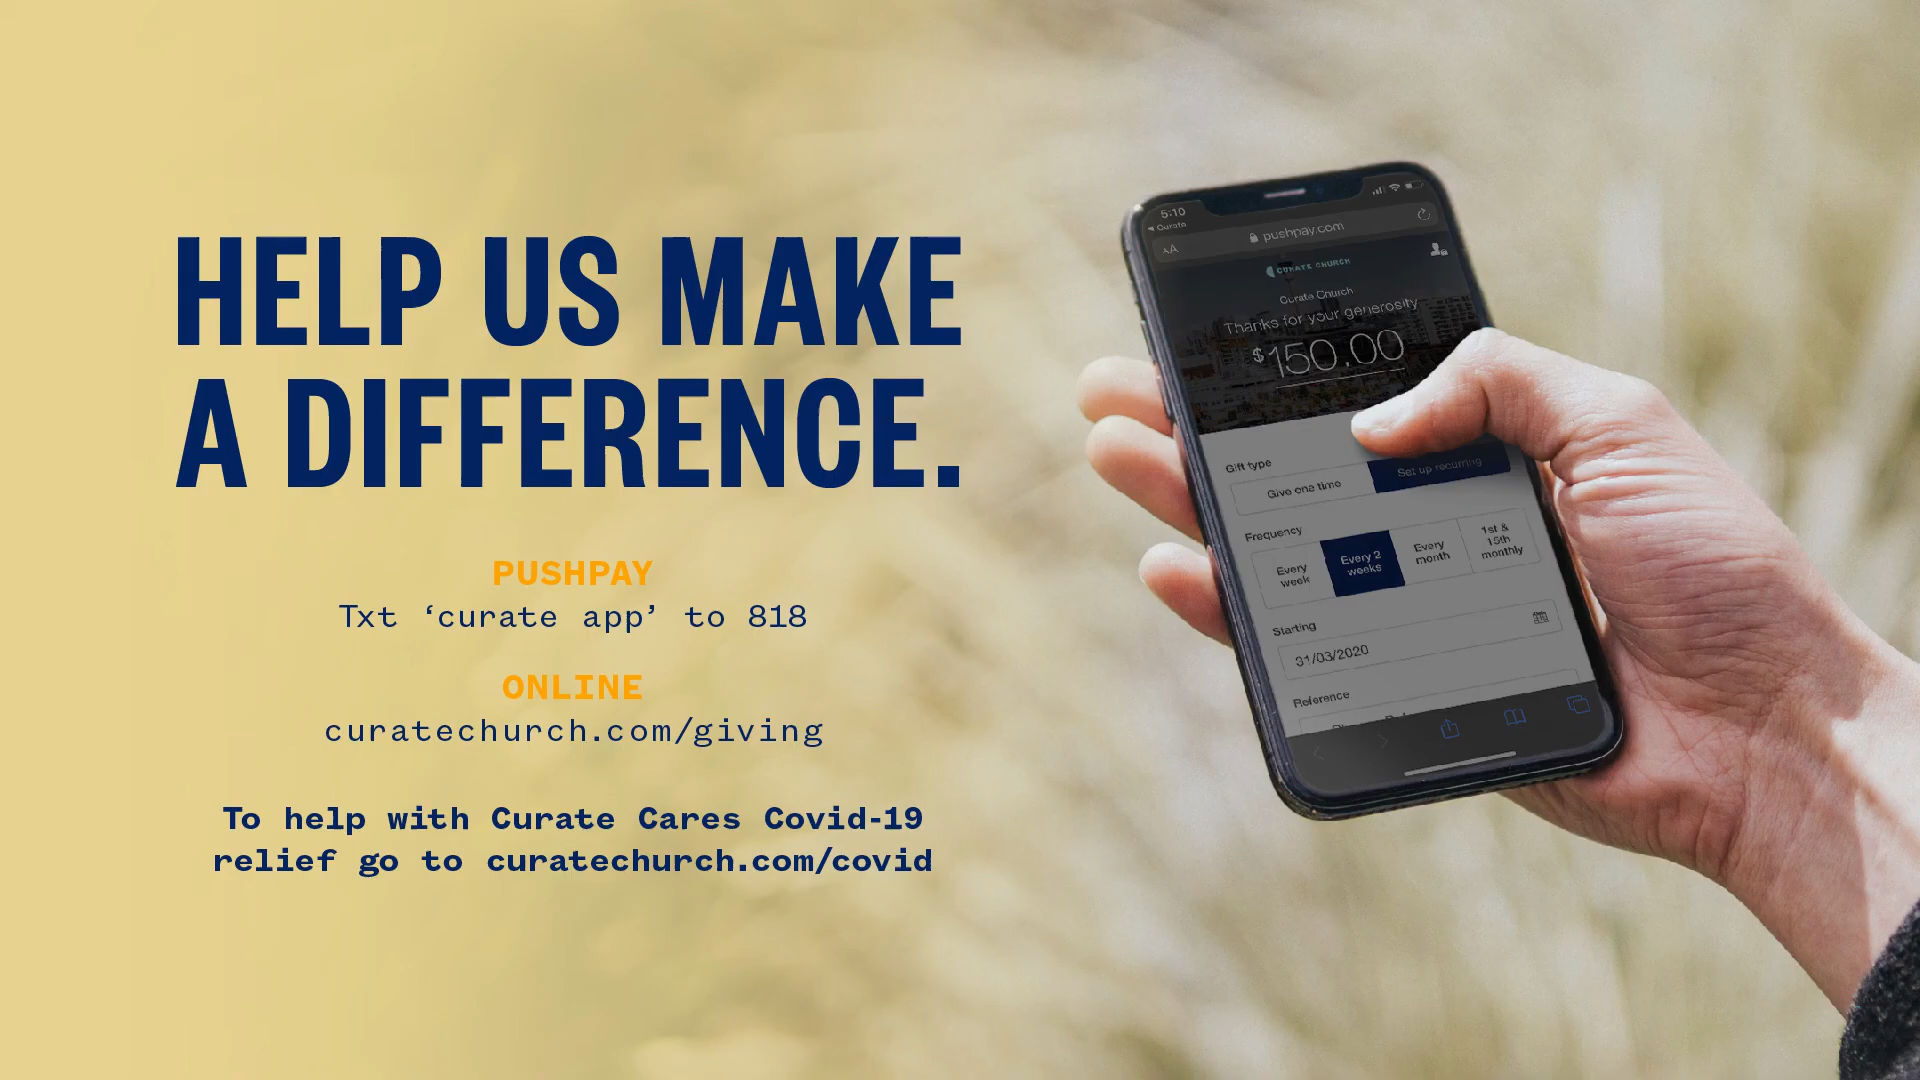 HELP US MAKE
A DIFFERENCE.
PUSHPAY
Txt ‘curate app’ to 818
ONLINE
curatechurch.com/giving
To help with Curate Cares Covid-19
relief go to curatechurch.com/covid
5:10
Curate
AA
pushpay.com
CURATE CHURCH
Curate Church
Thanks for your generosity
$150.00
Gift type
Give one time
Set up recurring
Frequency
Every
week
Every 2
weeks
Every
month
1st &
15th
monthly
Starting
31/03/2020
Reference